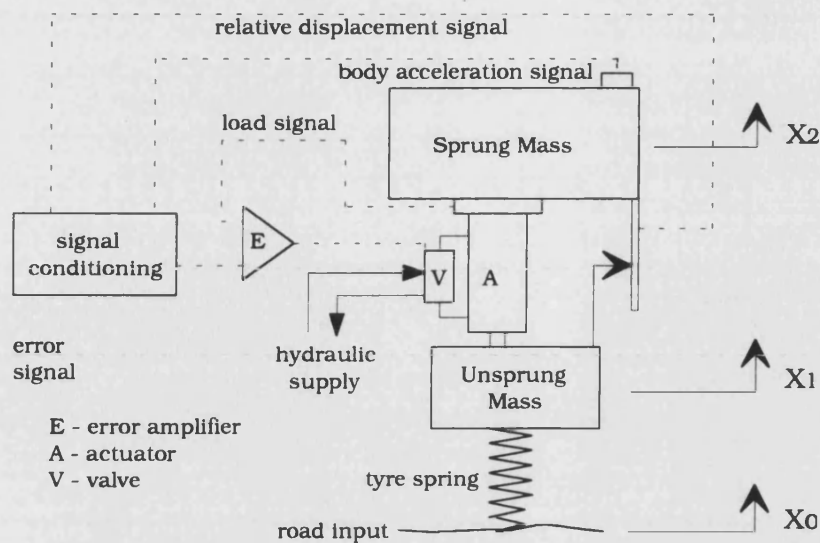 relative displacement signal
body acceleration signal
load signal
Sprung Mass
X2
signal
conditioning
E
V
A
hydraulic
supply
error
signal
Unsprung
Mass
X1
E - error amplifier
A - actuator
V - valve
tyre spring
road input
X0